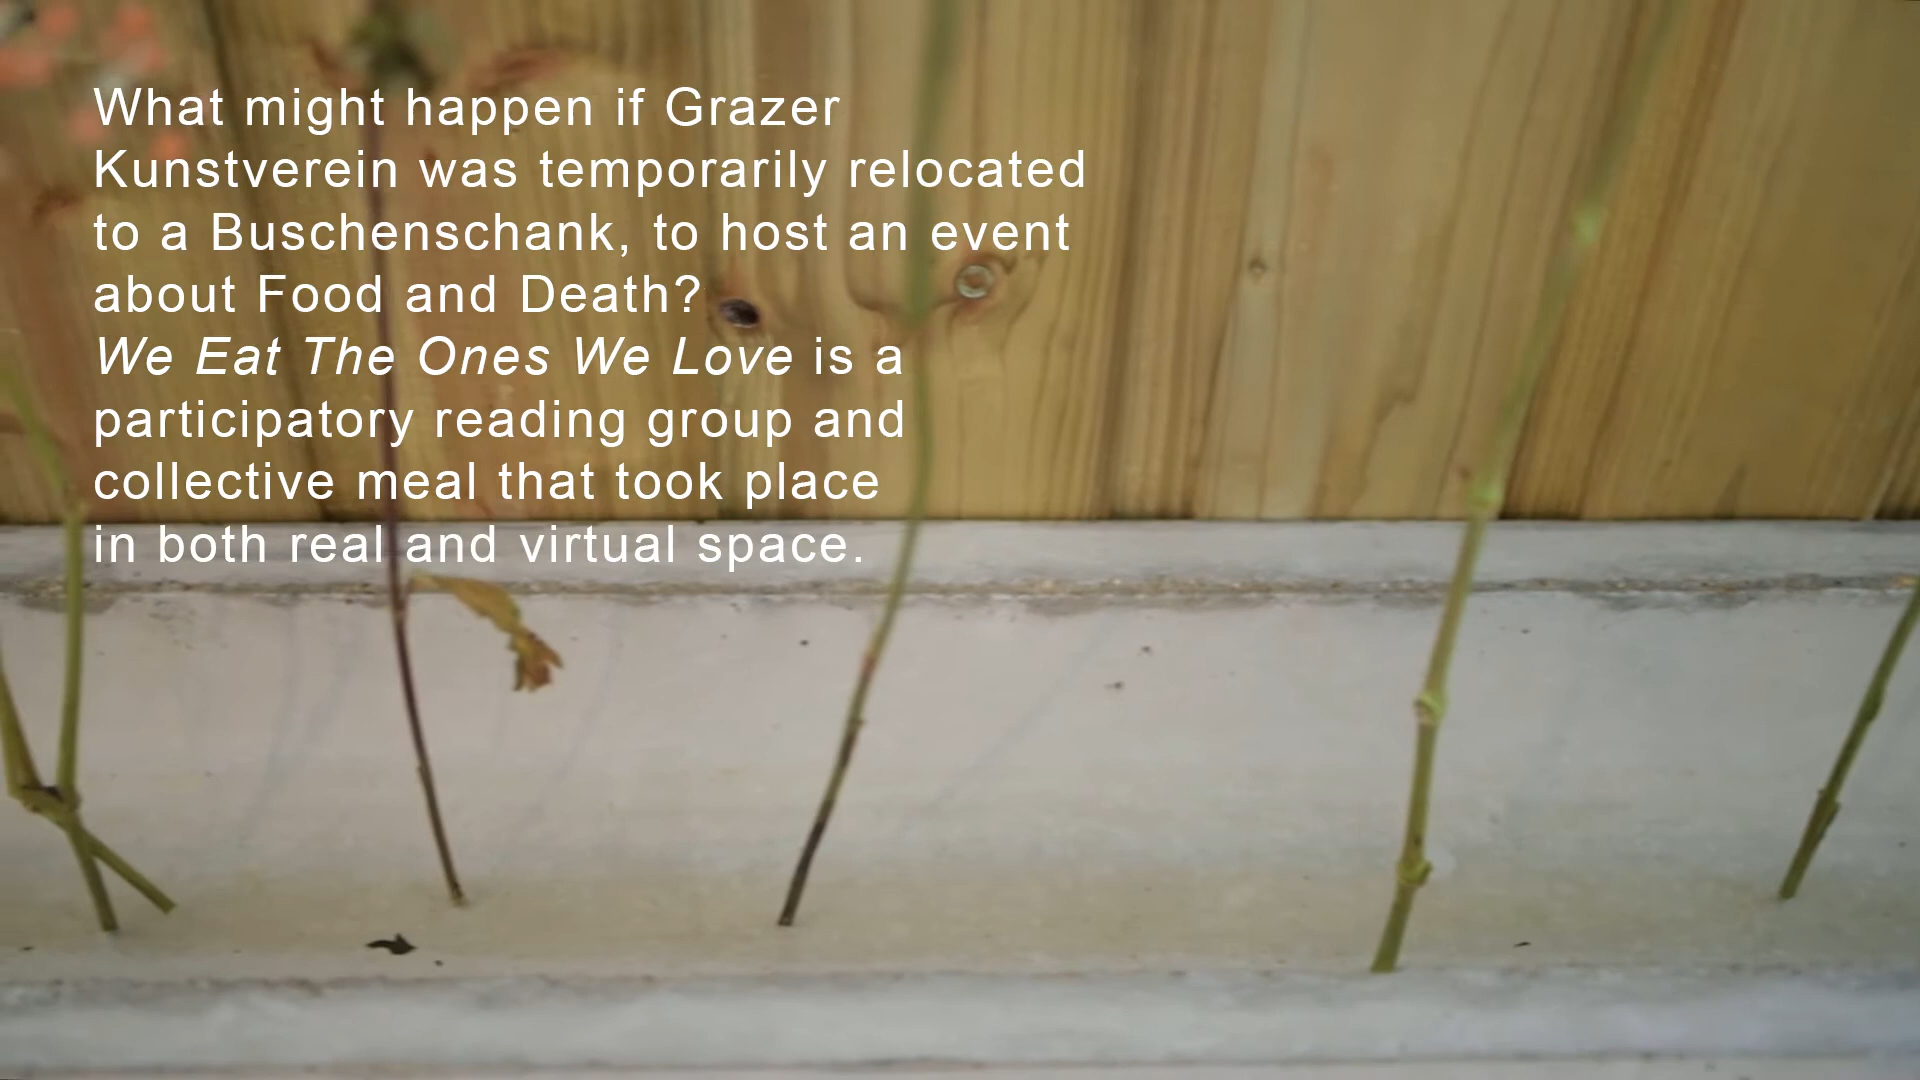 What might happen if Grazer
Kunstverein was temporarily relocated
to a Buschenschank, to host an event
about Food and Death?
We Eat The Ones We Love is a
participatory reading group and
collective meal that took place
in both real and virtual space.